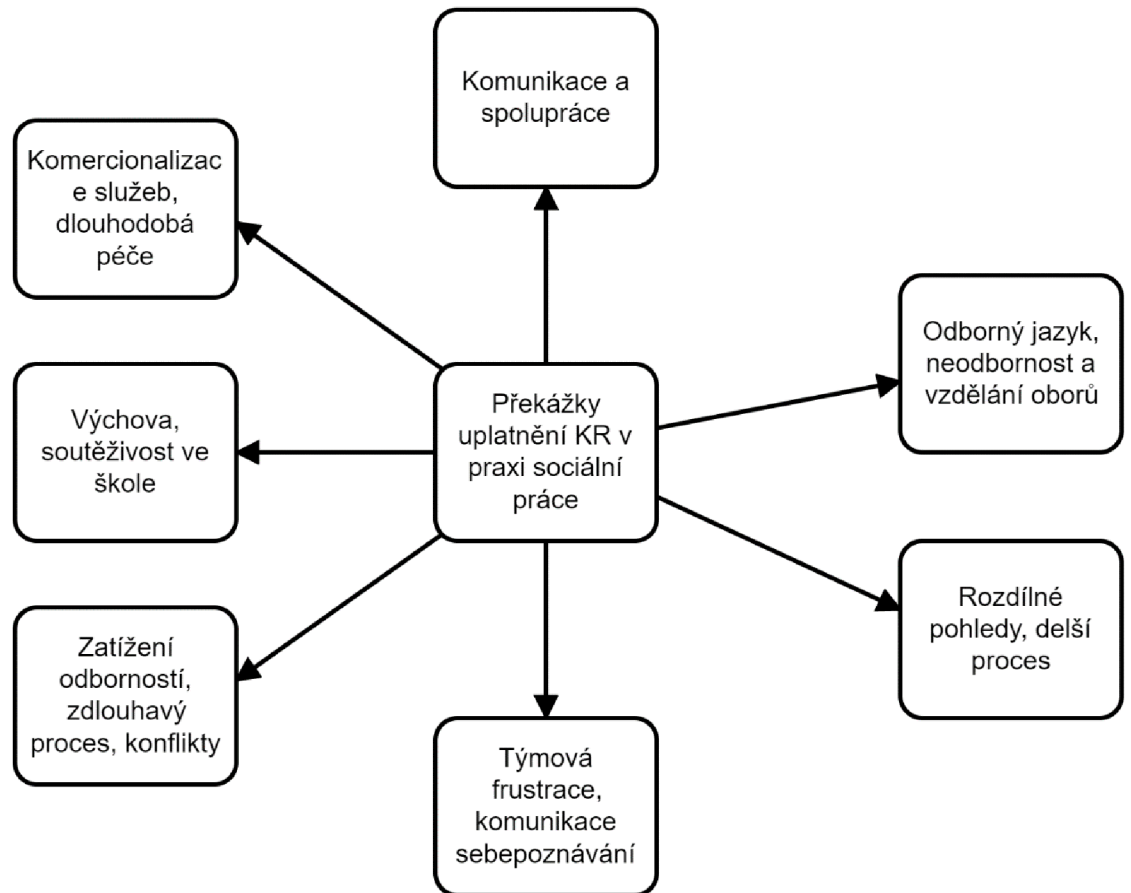 Komunikace a
spolupráce
Komercionalizac
e služeb,
dlouhodobá
péče
Odborný jazyk,
neodbornost a
vzdělání oborů
Výchova,
soutěživost ve
škole
Překážky
uplatnění KR v
praxi sociální
práce
Rozdílné
pohledy, delší
proces
Zatížení
odborností,
zdlouhavý
proces, konflikty
Týmová
frustrace,
komunikace
sebepoznávání